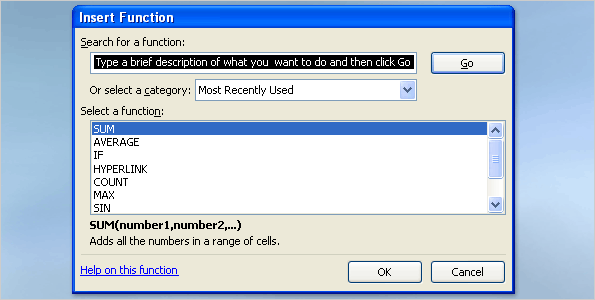 Insert Function
Search for a function:
Type a brief description of what you want to do and then click Go
Go
Or select a category:
Most Recently Used
Select a function:
SUM
AVERAGE
IF
HYPERLINK
COUNT
MAX
SIN
SUM(number1,number2,...)
Adds all the numbers in a range of cells.
Help on this function
OK
Cancel